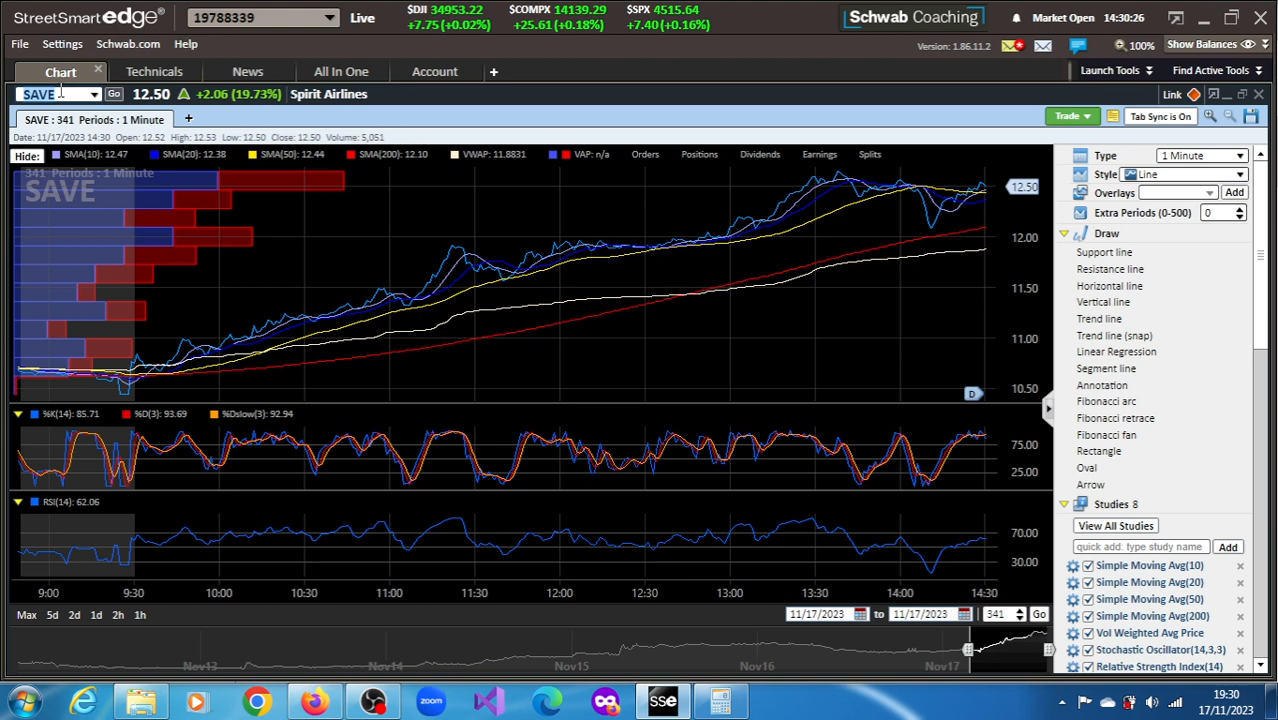 StreetSmart edge 19788339 Live $DJI 34953.22 $COMPX 14139.29 $SPX 4515.64 Schwab Coaching Market Open 14:30:26
+7.75 (+0.02%) +25.61 (+0.18%) +7.40 (+0.16%)
File Settings Schwab.com Help Version: 1.86.11.2 100% Show Balances
Chart Technicals News All In One Account + Launch Tools Find Active Tools
SAVE Go 12.50 +2.06 (19.73%) Spirit Airlines Link
SAVE : 341 Periods : 1 Minute + Trade Tab Sync is On
Date: 11/17/2023 14:30 Open: 12.52 High: 12.53 Low: 12.50 Close: 12.50 Volume: 5,051
Hide: SMA(10): 12.47 SMA(20): 12.38 SMA(50): 12.44 SMA(200): 12.10 VWAP: 11.8831 VAP: n/a Orders Positions Dividends Earnings Splits
341 Periods : 1 Minute
SAVE
12.50
12.00
11.50
11.00
10.50
D
%K(14): 85.71 %D(3): 93.69 %Dslow(3): 92.94
75.00
25.00
RSI(14): 62.06
70.00
30.00
9:00 9:30 10:00 10:30 11:00 11:30 12:00 12:30 13:00 13:30 14:00 14:30
Max 5d 2d 1d 2h 1h 11/17/2023 to 11/17/2023 341 Go
Nov13 Nov14 Nov15 Nov16 Nov17
Type 1 Minute
Style Line
Overlays Add
Extra Periods (0-500) 0
Draw
Support line
Resistance line
Horizontal line
Vertical line
Trend line
Trend line (snap)
Linear Regression
Segment line
Annotation
Fibonacci arc
Fibonacci retrace
Fibonacci fan
Rectangle
Oval
Arrow
Studies 8
View All Studies
quick add: type study name Add
Simple Moving Avg(10)
Simple Moving Avg(20)
Simple Moving Avg(50)
Simple Moving Avg(200)
Vol Weighted Avg Price
Stochastic Oscillator(14,3,3)
Relative Strength Index(14)
zoom SSE 19:30
17/11/2023